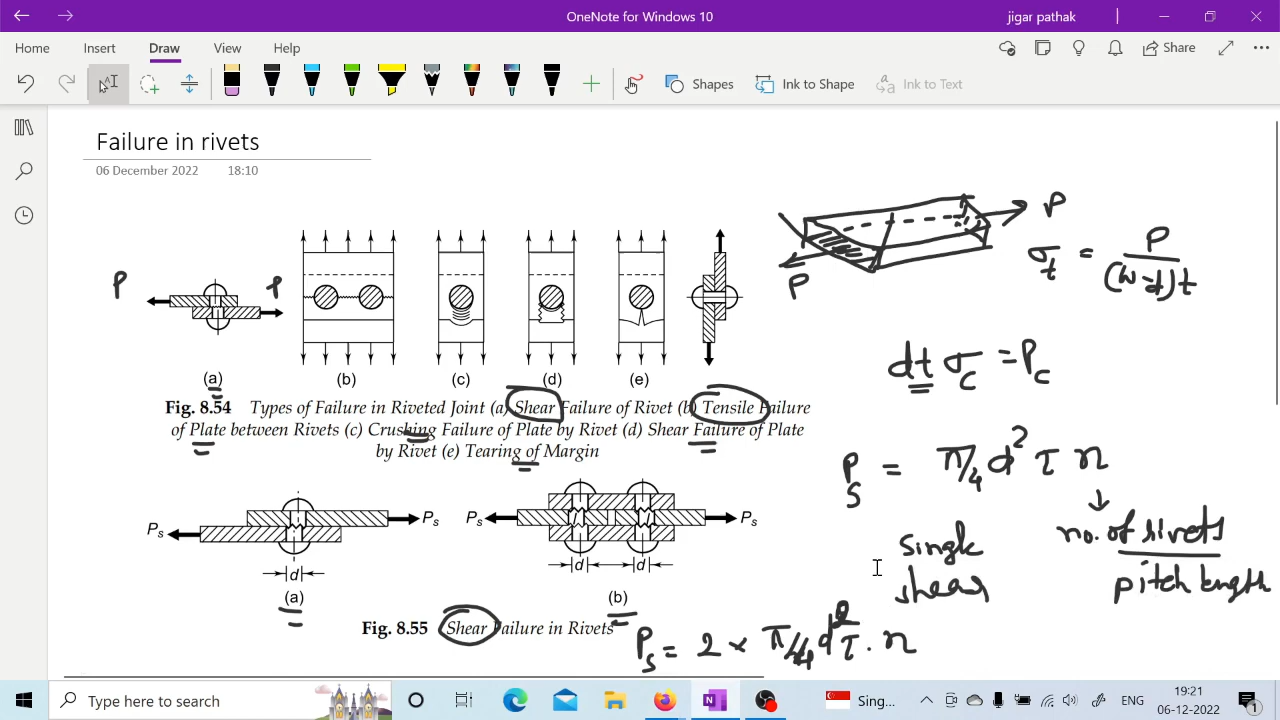 OneNote for Windows 10
jigar pathak
Home Insert Draw View Help
Share
Shapes
Ink to Shape
Ink to Text
Failure in rivets
06 December 2022 18:10
P P
(a) (b) (c) (d) (e)
Fig. 8.54 Types of Failure in Riveted Joint (a) Shear Failure of Rivet (b) Tensile Failure
of Plate between Rivets (c) Crushing Failure of Plate by Rivet (d) Shear Failure of Plate
by Rivet (e) Tearing of Margin
Ps Ps Ps Ps
d d d
(a) (b)
Fig. 8.55 Shear Failure in Rivets
P
P
σt = P / (w-d)t
dt σc = Pc
Ps = π/4 d² τ n
no. of rivets
pitch length
single
shear
Ps = 2 × π/4 d² τ . n
Type here to search
Sing...
19:21
06-12-2022
1